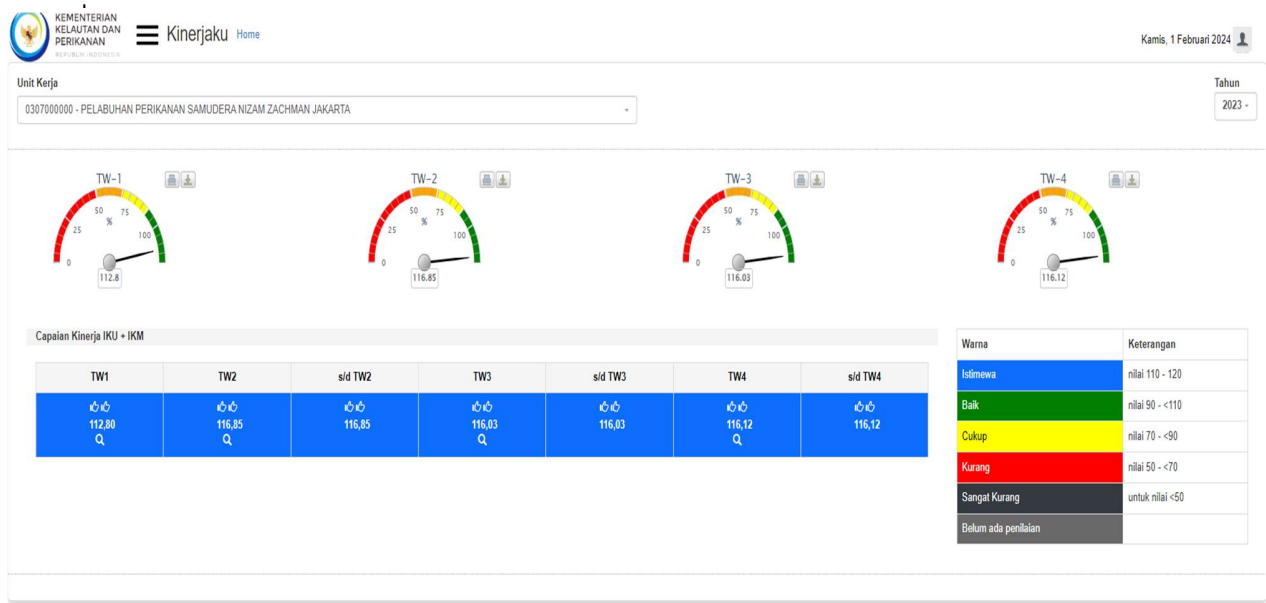 KEMENTERIAN
KELAUTAN DAN
PERIKANAN
REPUBLIK INDONESIA
Kinerjaku Home
Kamis, 1 Februari 2024
Unit Kerja
Tahun
0307000000 - PELABUHAN PERIKANAN SAMUDERA NIZAM ZACHMAN JAKARTA
2023
TW-1
0 25 50 75 100
%
112.8
TW-2
0 25 50 75 100
%
116.85
TW-3
0 25 50 75 100
%
116.03
TW-4
0 25 50 75 100
%
116.12
Capaian Kinerja IKU + IKM
TW1 TW2 s/d TW2 TW3 s/d TW3 TW4 s/d TW4
112,80 116,85 116,85 116,03 116,03 116,12 116,12
Warna Keterangan
Istimewa nilai 110 - 120
Baik nilai 90 - <110
Cukup nilai 70 - <90
Kurang nilai 50 - <70
Sangat Kurang untuk nilai <50
Belum ada penilaian